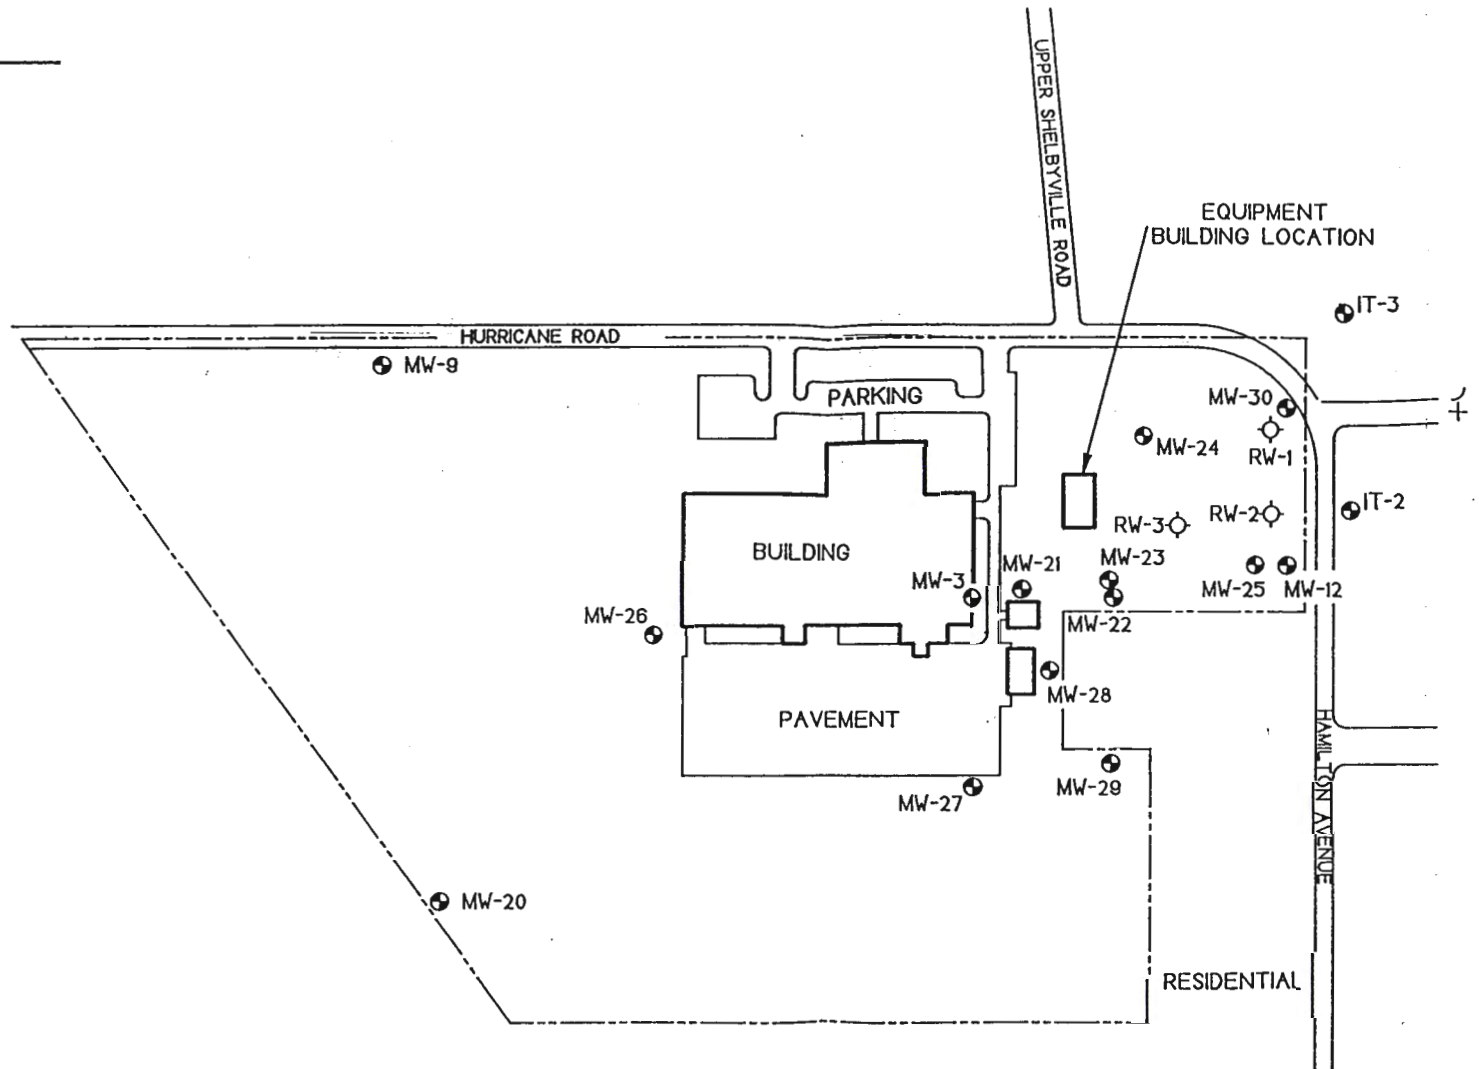 UPPER SHELBYVILLE ROAD
EQUIPMENT
BUILDING LOCATION
IT-3
HURRICANE ROAD
MW-9
PARKING
MW-30
MW-24
RW-1
IT-2
RW-2
RW-3
BUILDING
MW-23
MW-21
MW-3
MW-25
MW-12
MW-26
MW-22
MW-28
PAVEMENT
HAMILTON AVENUE
MW-29
MW-27
MW-20
RESIDENTIAL